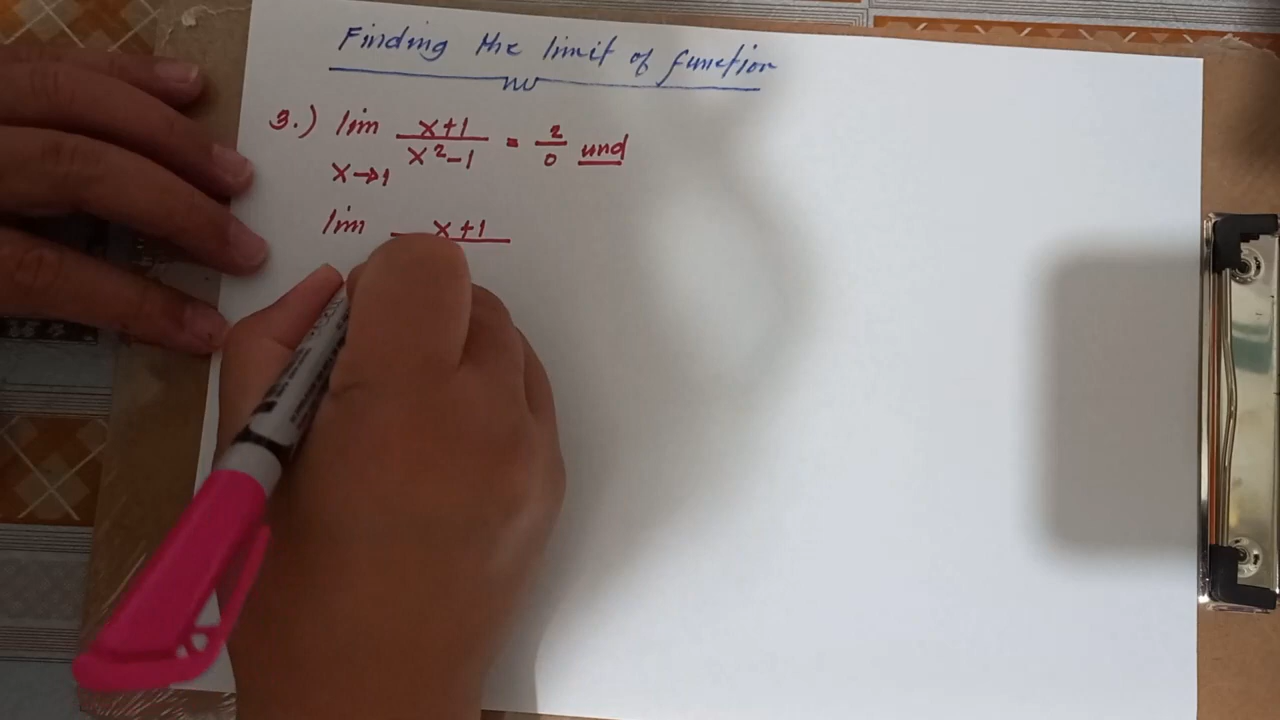 Finding the limit of function
3.) lim x+1 / x²-1 = 2/0 und
x→1
lim x+1